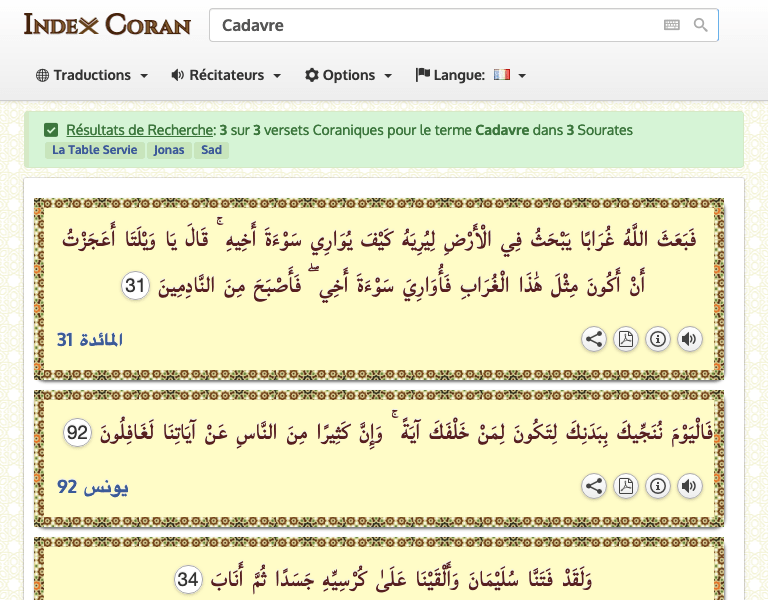 Index Coran
Cadavre
Traductions Récitateurs Options Langue:
Résultats de Recherche: 3 sur 3 versets Coraniques pour le terme Cadavre dans 3 Sourates
La Table Servie Jonas Sad
فَبَعَثَ اللَّهُ غُرَابًا يَبْحَثُ فِي الْأَرْضِ لِيُرِيَهُ كَيْفَ يُوَارِي سَوْءَةَ أَخِيهِ ۚ قَالَ يَا وَيْلَتَا أَعَجَزْتُ
أَنْ أَكُونَ مِثْلَ هَٰذَا الْغُرَابِ فَأُوَارِيَ سَوْءَةَ أَخِي ۖ فَأَصْبَحَ مِنَ النَّادِمِينَ 31
المائدة 31
فَالْيَوْمَ نُنَجِّيكَ بِبَدَنِكَ لِتَكُونَ لِمَنْ خَلْفَكَ آيَةً ۚ وَإِنَّ كَثِيرًا مِنَ النَّاسِ عَنْ آيَاتِنَا لَغَافِلُونَ 92
يونس 92
وَلَقَدْ فَتَنَّا سُلَيْمَانَ وَأَلْقَيْنَا عَلَىٰ كُرْسِيِّهِ جَسَدًا ثُمَّ أَنَابَ 34